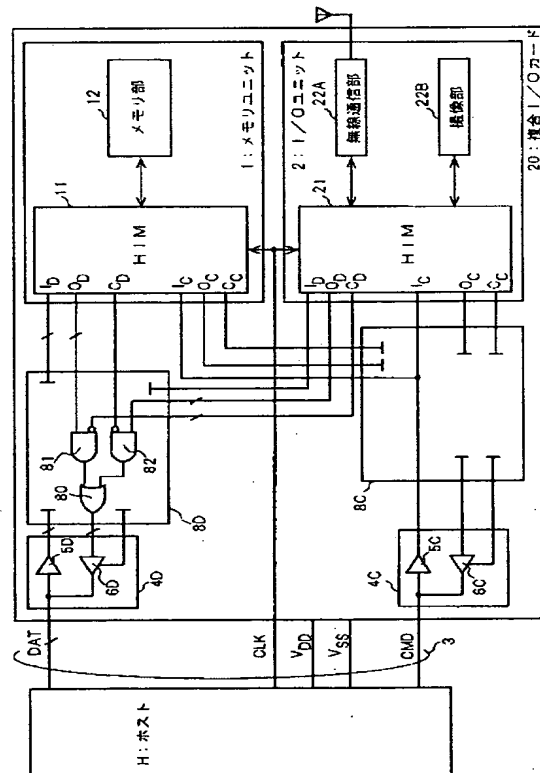 20：複合I／Oカード
1：メモリユニット
12
メモリ部
11
HIM
I_D
O_D
C_D
I_C
O_C
C_C
2：I／Oユニット
22A
無線通信部
22B
撮像部
21
HIM
I_D
O_D
C_D
I_C
O_C
C_C
81
82
80
8D
8C
5D
6D
4D
5C
6C
4C
DAT
CLK
V_DD
V_SS
CMD
3
H：ホスト